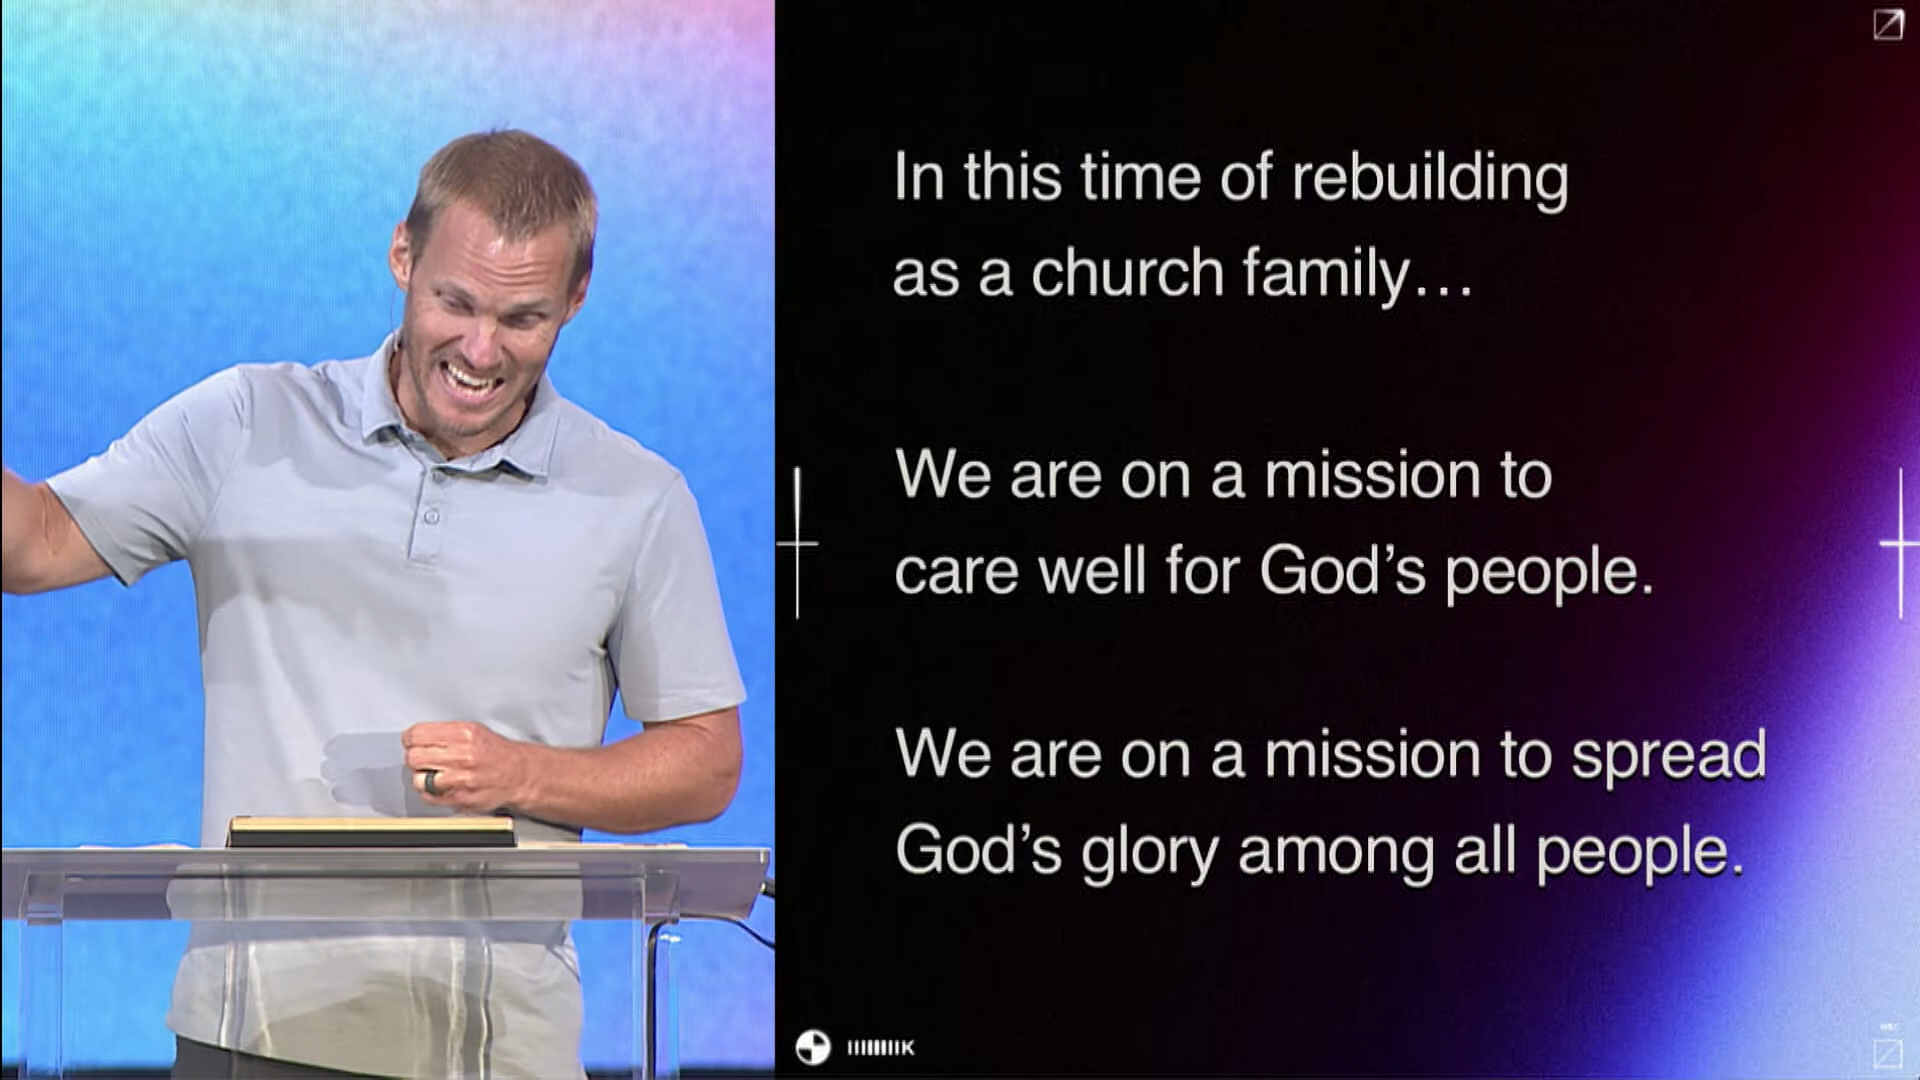 In this time of rebuilding
as a church family…
We are on a mission to
care well for God’s people.
We are on a mission to spread
God’s glory among all people.